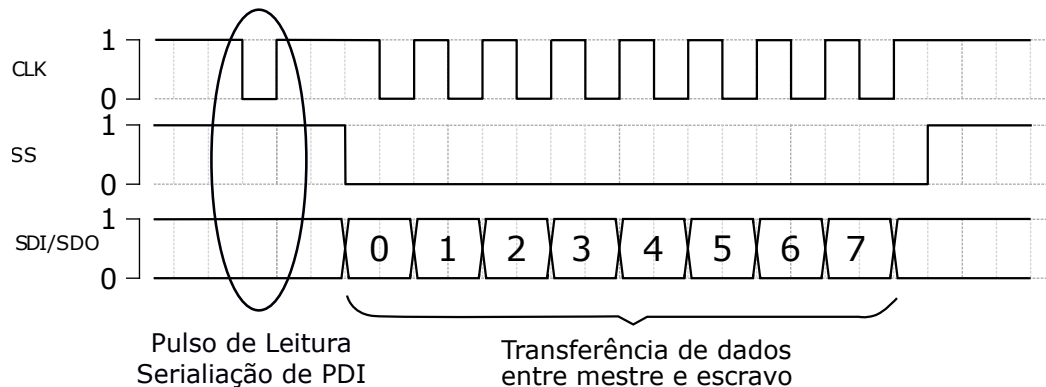 1
CLK
0
1
SS
0
1
SDI/SDO
0
0 1 2 3 4 5 6 7
Pulso de Leitura
Serialiação de PDI
Transferência de dados
entre mestre e escravo